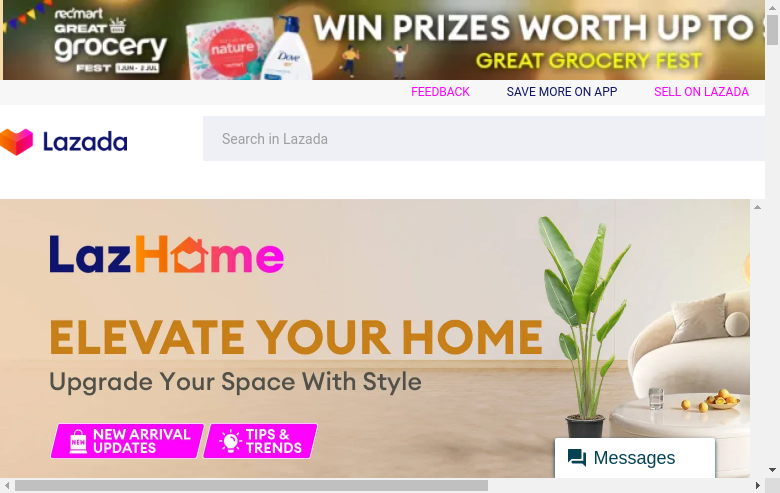 redmart
GREAT
grocery
FEST 1 JUN - 2 JUL
nature
Dove
WIN PRIZES WORTH UP TO
GREAT GROCERY FEST
FEEDBACK SAVE MORE ON APP SELL ON LAZADA
Lazada
Search in Lazada
LazHome
ELEVATE YOUR HOME
Upgrade Your Space With Style
NEW
NEW ARRIVAL
UPDATES
TIPS &
TRENDS
Messages